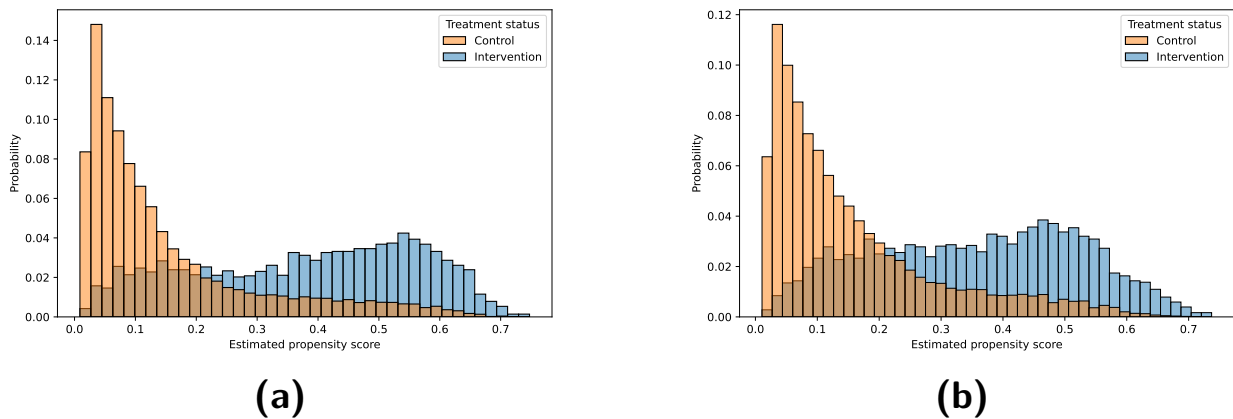 Treatment status
Control
Intervention
0.14
0.12
0.10
0.08
0.06
0.04
0.02
0.00
Probability
0.0 0.1 0.2 0.3 0.4 0.5 0.6 0.7
Estimated propensity score
(a)
Treatment status
Control
Intervention
0.12
0.10
0.08
0.06
0.04
0.02
0.00
Probability
0.0 0.1 0.2 0.3 0.4 0.5 0.6 0.7
Estimated propensity score
(b)